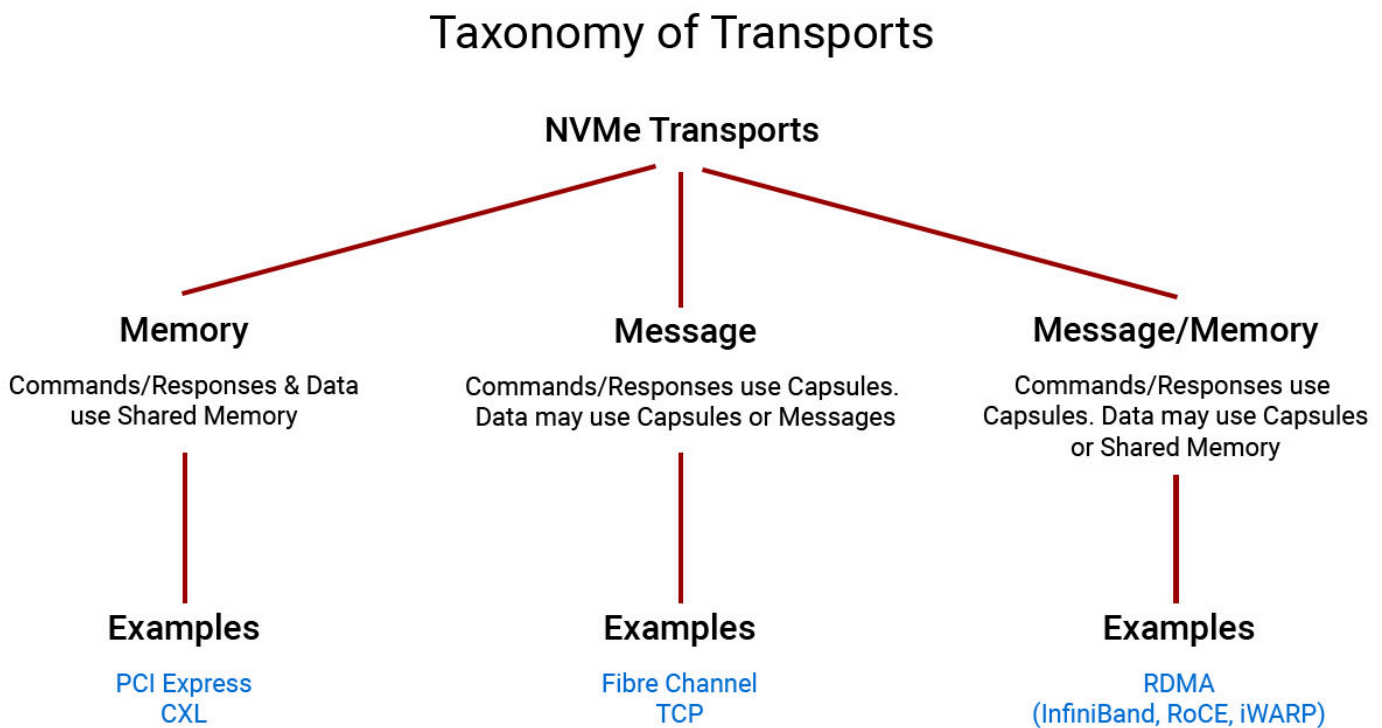 Taxonomy of Transports
NVMe Transports
Memory
Commands/Responses & Data
use Shared Memory
Examples
PCI Express
CXL
Message
Commands/Responses use Capsules.
Data may use Capsules or Messages
Examples
Fibre Channel
TCP
Message/Memory
Commands/Responses use
Capsules. Data may use Capsules
or Shared Memory
Examples
RDMA
(InfiniBand, RoCE, iWARP)